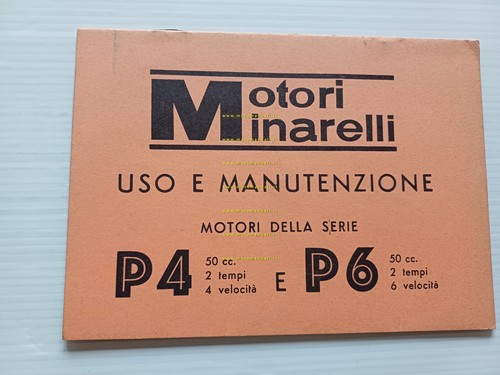 Motori
Minarelli
USO E MANUTENZIONE
MOTORI DELLA SERIE
P4 50 cc. 2 tempi 4 velocità E P6 50 cc. 2 tempi 6 velocità